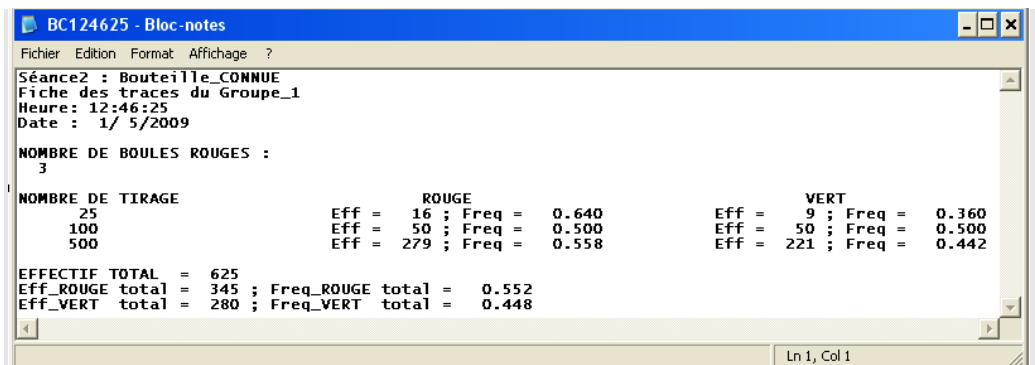 BC124625 - Bloc-notes
Fichier Edition Format Affichage ?
Séance2 : Bouteille_CONNUE
Fiche des traces du Groupe_1
Heure: 12:46:25
Date : 1/ 5/2009
NOMBRE DE BOULES ROUGES :
3
NOMBRE DE TIRAGE ROUGE VERT
25 Eff = 16 ; Freq = 0.640 Eff = 9 ; Freq = 0.360
100 Eff = 50 ; Freq = 0.500 Eff = 50 ; Freq = 0.500
500 Eff = 279 ; Freq = 0.558 Eff = 221 ; Freq = 0.442
EFFECTIF TOTAL = 625
Eff_ROUGE total = 345 ; Freq_ROUGE total = 0.552
Eff_VERT total = 280 ; Freq_VERT total = 0.448
Ln 1, Col 1